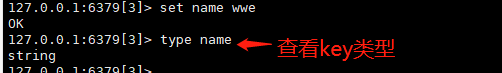 127.0.0.1:6379[3]> set name wwe
OK
127.0.0.1:6379[3]> type name
查看key类型
string
127.0.0.1:6379[3]>